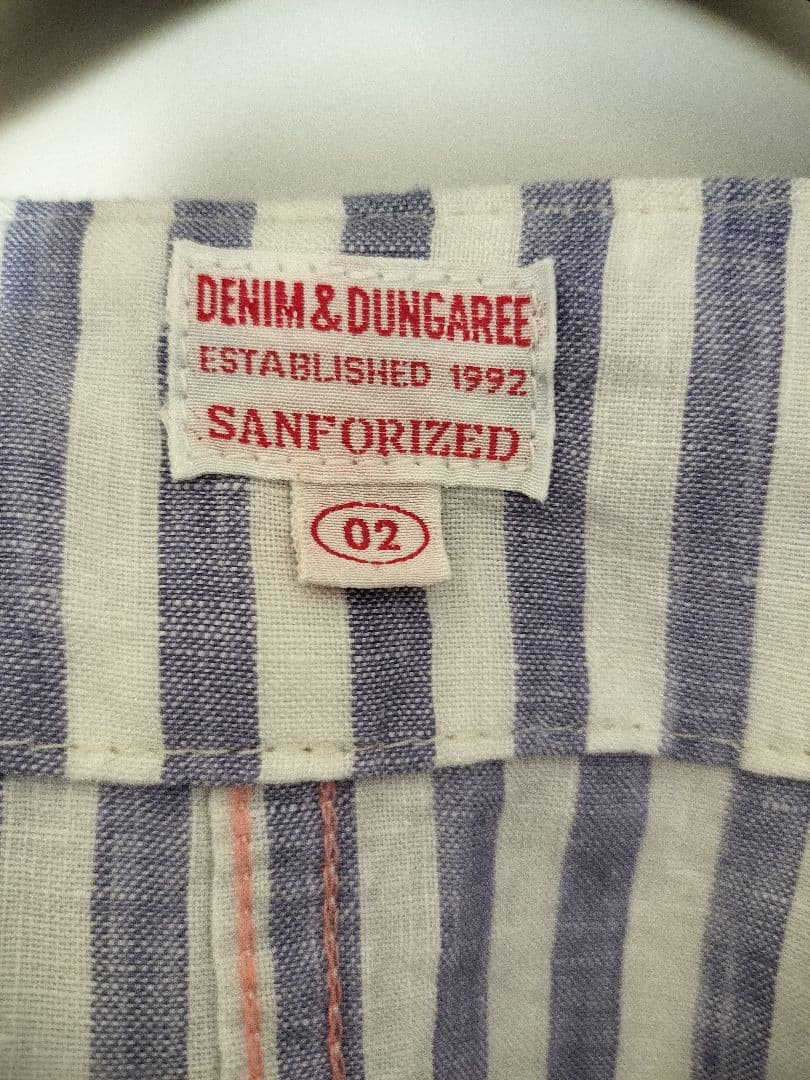 DENIM & DUNGAREE
ESTABLISHED 1992
SANFORIZED
02